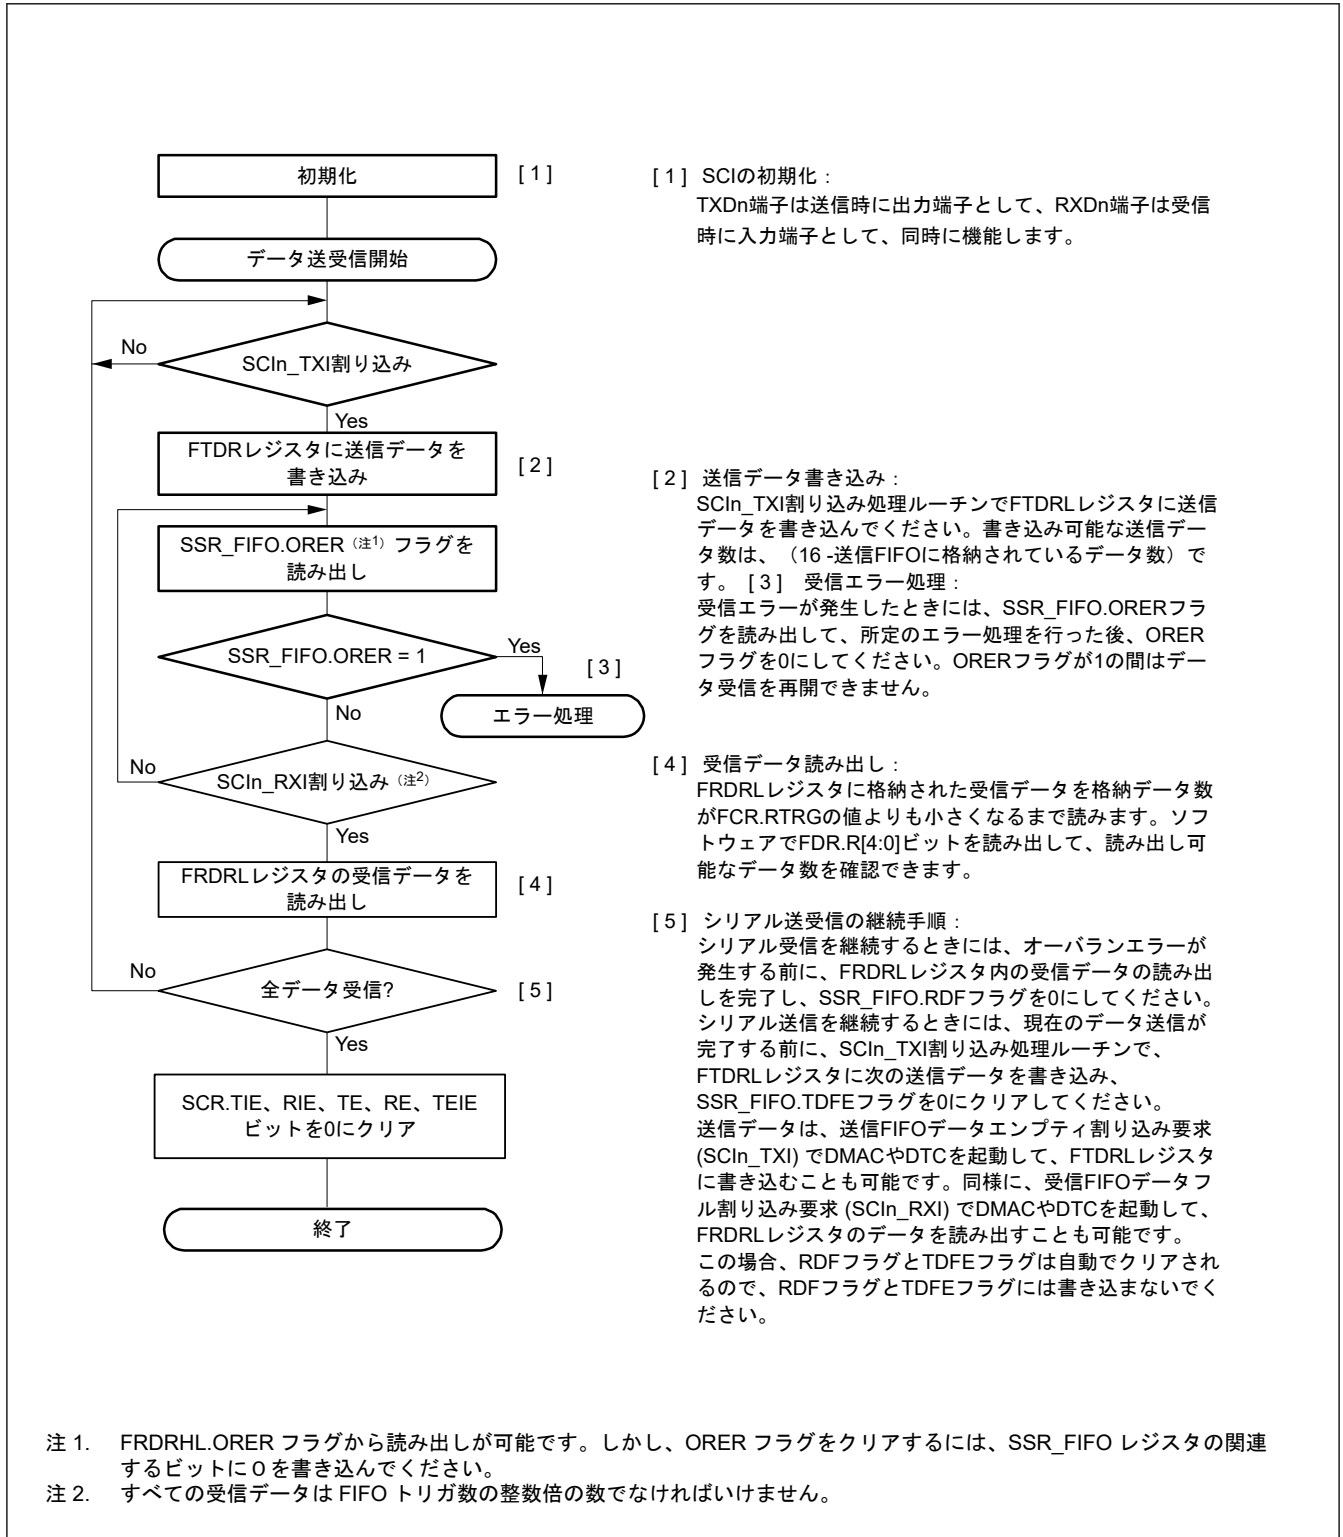 初期化
[ 1 ]
データ送受信開始
No
SCIn_TXI割り込み
Yes
FTDRレジスタに送信データを
書き込み
[ 2 ]
SSR_FIFO.ORER（注1）フラグを
読み出し
SSR_FIFO.ORER = 1
Yes
[ 3 ]
エラー処理
No
No
SCIn_RXI割り込み（注2）
Yes
FRDRLレジスタの受信データを
読み出し
[ 4 ]
No
全データ受信?
[ 5 ]
Yes
SCR.TIE、RIE、TE、RE、TEIE
ビットを0にクリア
終了
[ 1 ] SCIの初期化：
TXDn端子は送信時に出力端子として、RXDn端子は受信
時に入力端子として、同時に機能します。
[ 2 ] 送信データ書き込み：
SCIn_TXI割り込み処理ルーチンでFTDRLレジスタに送信
データを書き込んでください。書き込み可能な送信デー
タ数は、（16 -送信FIFOに格納されているデータ数）で
す。 [ 3 ] 受信エラー処理：
受信エラーが発生したときには、SSR_FIFO.ORERフラ
グを読み出して、所定のエラー処理を行った後、ORER
フラグを0にしてください。ORERフラグが1の間はデー
タ受信を再開できません。
[ 4 ] 受信データ読み出し：
FRDRLレジスタに格納された受信データを格納データ数
がFCR.RTRGの値よりも小さくなるまで読みます。ソフ
トウェアでFDR.R[4:0]ビットを読み出して、読み出し可
能なデータ数を確認できます。
[ 5 ] シリアル送受信の継続手順：
シリアル受信を継続するときには、オーバランエラーが
発生する前に、FRDRLレジスタ内の受信データの読み出
しを完了し、SSR_FIFO.RDFフラグを0にしてください。
シリアル送信を継続するときには、現在のデータ送信が
完了する前に、SCIn_TXI割り込み処理ルーチンで、
FTDRLレジスタに次の送信データを書き込み、
SSR_FIFO.TDFEフラグを0にクリアしてください。
送信データは、送信FIFOデータエンプティ割り込み要求
(SCIn_TXI) でDMACやDTCを起動して、FTDRLレジスタ
に書き込むことも可能です。同様に、受信FIFOデータフ
ル割り込み要求 (SCIn_RXI) でDMACやDTCを起動して、
FRDRLレジスタのデータを読み出すことも可能です。
この場合、RDFフラグとTDFEフラグは自動でクリアされ
るので、RDFフラグとTDFEフラグには書き込まないでく
ださい。
注 1. FRDRHL.ORER フラグから読み出しが可能です。しかし、ORER フラグをクリアするには、SSR_FIFO レジスタの関連
するビットに 0 を書き込んでください。
注 2. すべての受信データは FIFO トリガ数の整数倍の数でなければいけません。